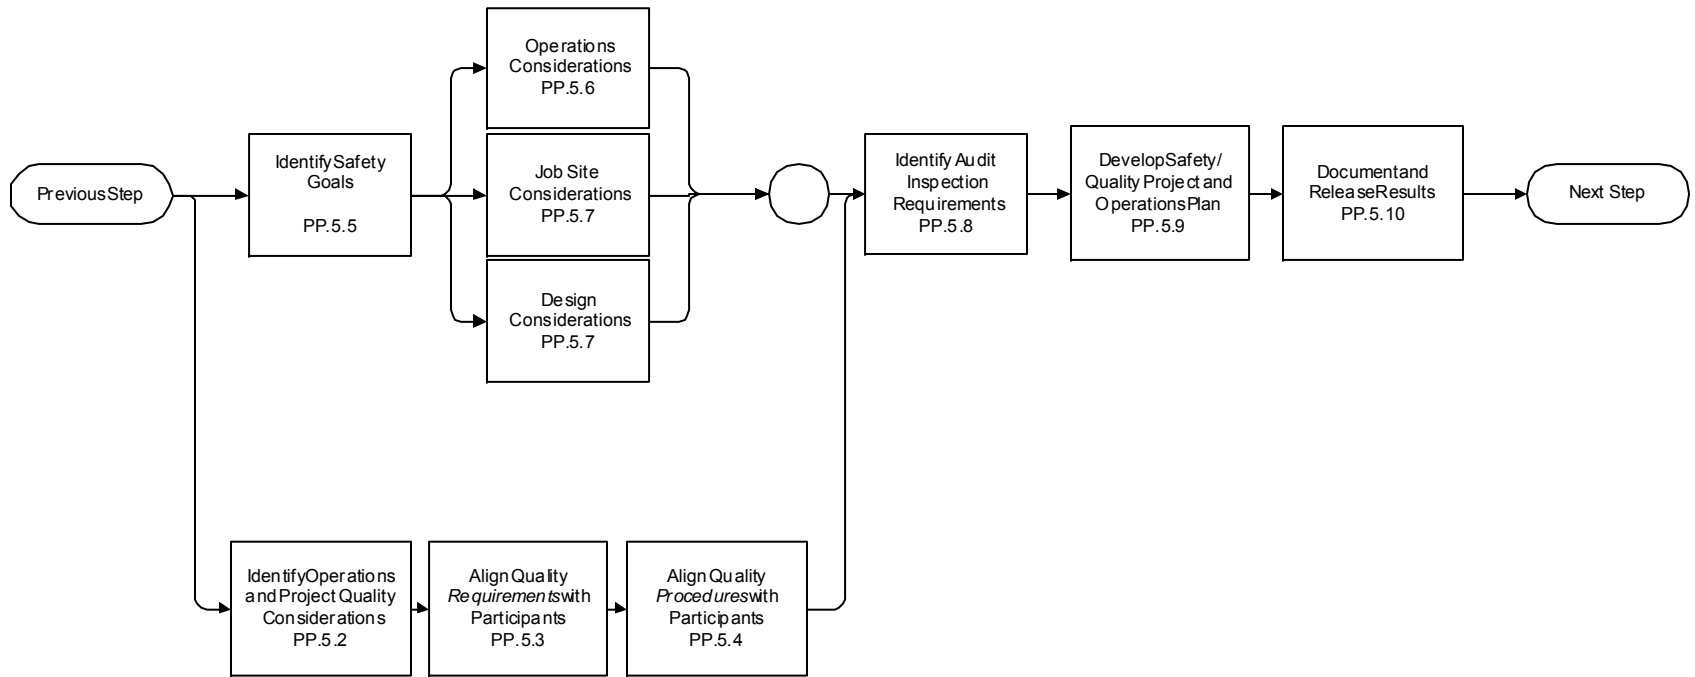 Previous Step
Identify Safety
Goals
PP.5.5
Operations
Considerations
PP.5.6
Job Site
Considerations
PP.5.7
Design
Considerations
PP.5.7
Identify Audit
Inspection
Requirements
PP.5.8
Develop Safety/
Quality Project and
Operations Plan
PP.5.9
Document and
Release Results
PP.5.10
Next Step
Identify Operations
and Project Quality
Considerations
PP.5.2
Align Quality
Requirements with
Participants
PP.5.3
Align Quality
Procedures with
Participants
PP.5.4